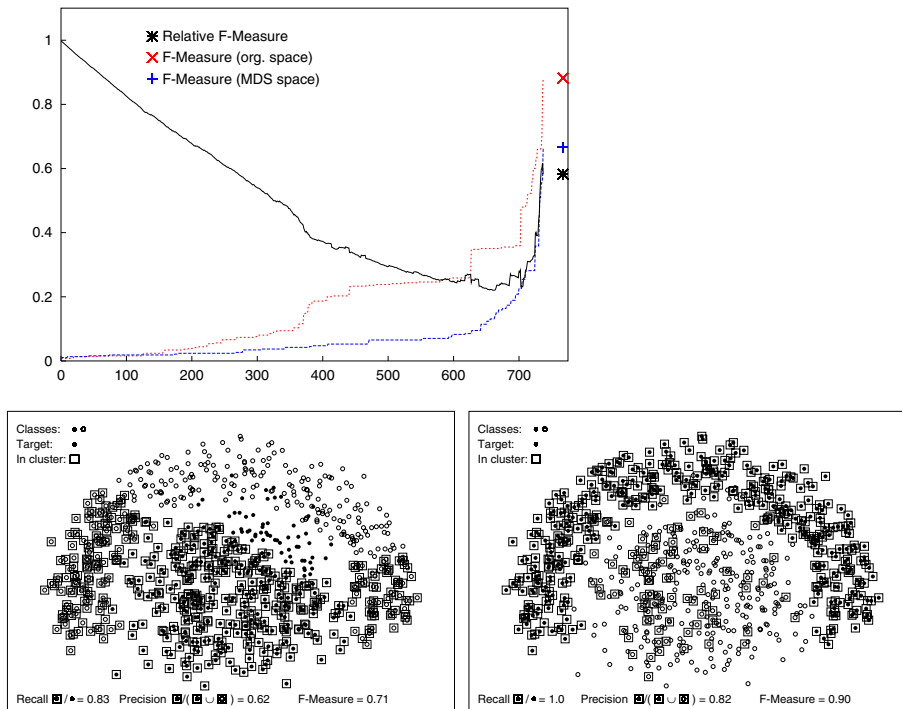 Relative F-Measure
F-Measure (org. space)
F-Measure (MDS space)
1
0.8
0.6
0.4
0.2
0
0 100 200 300 400 500 600 700
Classes:
Target:
In cluster:
Recall / = 0.83 Precision /( ∪ ) = 0.62 F-Measure = 0.71
Classes:
Target:
In cluster:
Recall / = 1.0 Precision /( ∪ ) = 0.82 F-Measure = 0.90